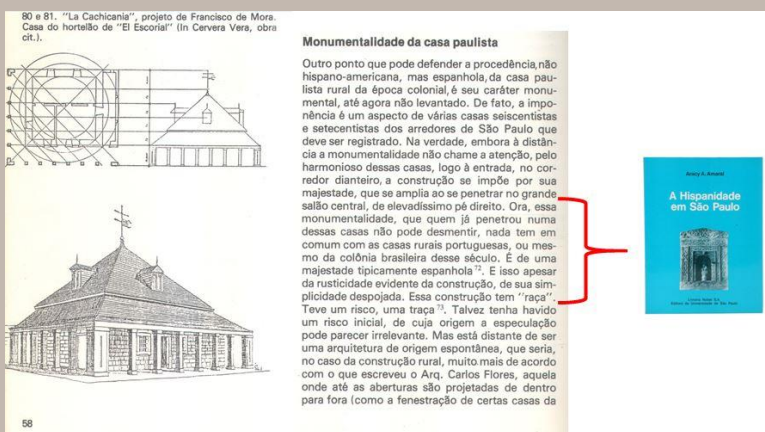 80 e 81. "La Cachicania", projeto de Francisco de Mora.
Casa do hortelão de "El Escorial" (In Cervera Vera, obra
cit.).
Monumentalidade da casa paulista
Outro ponto que pode defender a procedência, não
hispano-americana, mas espanhola, da casa pau-
lista rural da época colonial, é seu caráter monu-
mental, até agora não levantado. De fato, a impo-
nência é um aspecto de várias casas seiscentistas
e setecentistas dos arredores de São Paulo que
deve ser registrado. Na verdade, embora à distân-
cia a monumentalidade não chame a atenção, pelo
harmonioso dessas casas, logo à entrada, no cor-
redor dianteiro, a construção se impõe por sua
majestade, que se amplia ao se penetrar no grande
salão central, de elevadíssimo pé direito. Ora, essa
monumentalidade, que quem já penetrou numa
dessas casas não pode desmentir, nada tem em
comum com as casas rurais portuguesas, ou mes-
mo da colônia brasileira desse século. É de uma
majestade tipicamente espanhola 72. E isso apesar
da rusticidade evidente da construção, de sua sim-
plicidade despojada. Essa construção tem "raça".
Teve um risco, uma traça 73. Talvez tenha havido
um risco inicial, de cuja origem a especulação
pode parecer irrelevante. Mas está distante de ser
uma arquitetura de origem espontânea, que seria,
no caso da construção rural, muito mais de acordo
com o que escreveu o Arq. Carlos Flores, aquela
onde até as aberturas são projetadas de dentro
para fora (como a fenestração de certas casas da
58
Aracy A. Amaral
A Hispanidade
em São Paulo
Livraria Nobel S.A.
Editora da Universidade de São Paulo